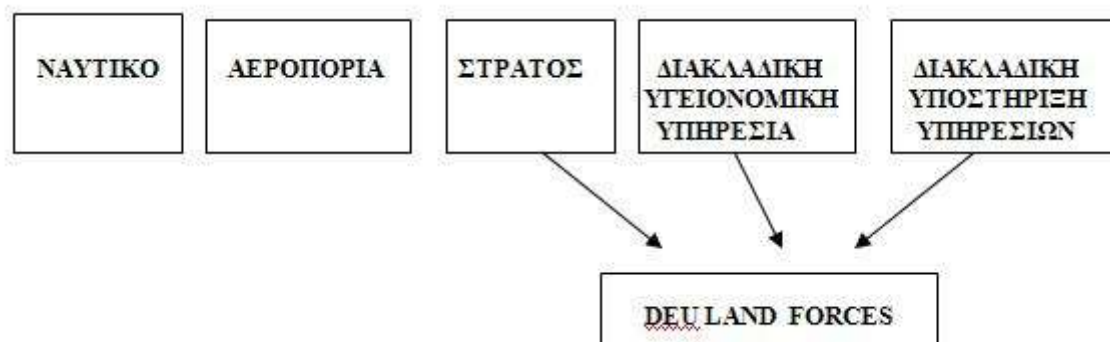 ΝΑΥΤΙΚΟ
ΑΕΡΟΠΟΡΙΑ
ΣΤΡΑΤΟΣ
ΔΙΑΚΛΑΔΙΚΗ
ΥΓΕΙΟΝΟΜΙΚΗ
ΥΠΗΡΕΣΙΑ
ΔΙΑΚΛΑΔΙΚΗ
ΥΠΟΣΤΗΡΙΞΗ
ΥΠΗΡΕΣΙΩΝ
DEU LAND FORCES